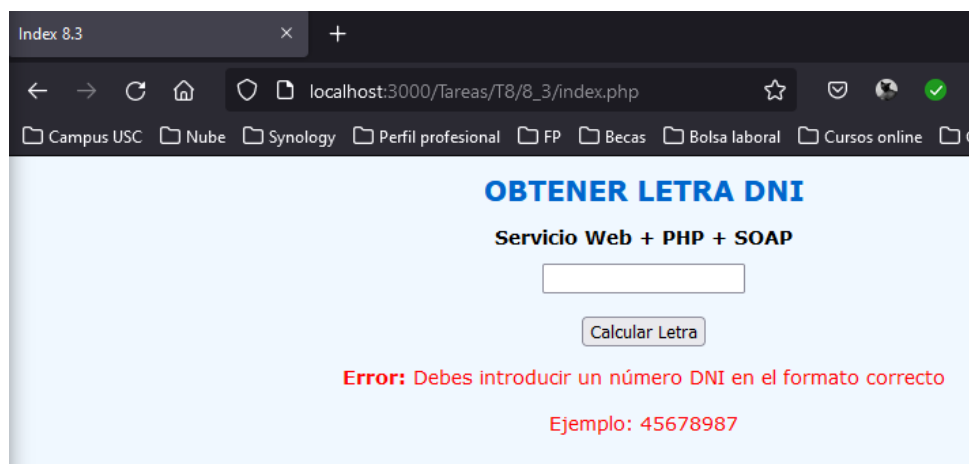 Index 8.3
localhost:3000/Tareas/T8/8_3/index.php
Campus USC Nube Synology Perfil profesional FP Becas Bolsa laboral Cursos online
OBTENER LETRA DNI
Servicio Web + PHP + SOAP
Calcular Letra
Error: Debes introducir un número DNI en el formato correcto
Ejemplo: 45678987